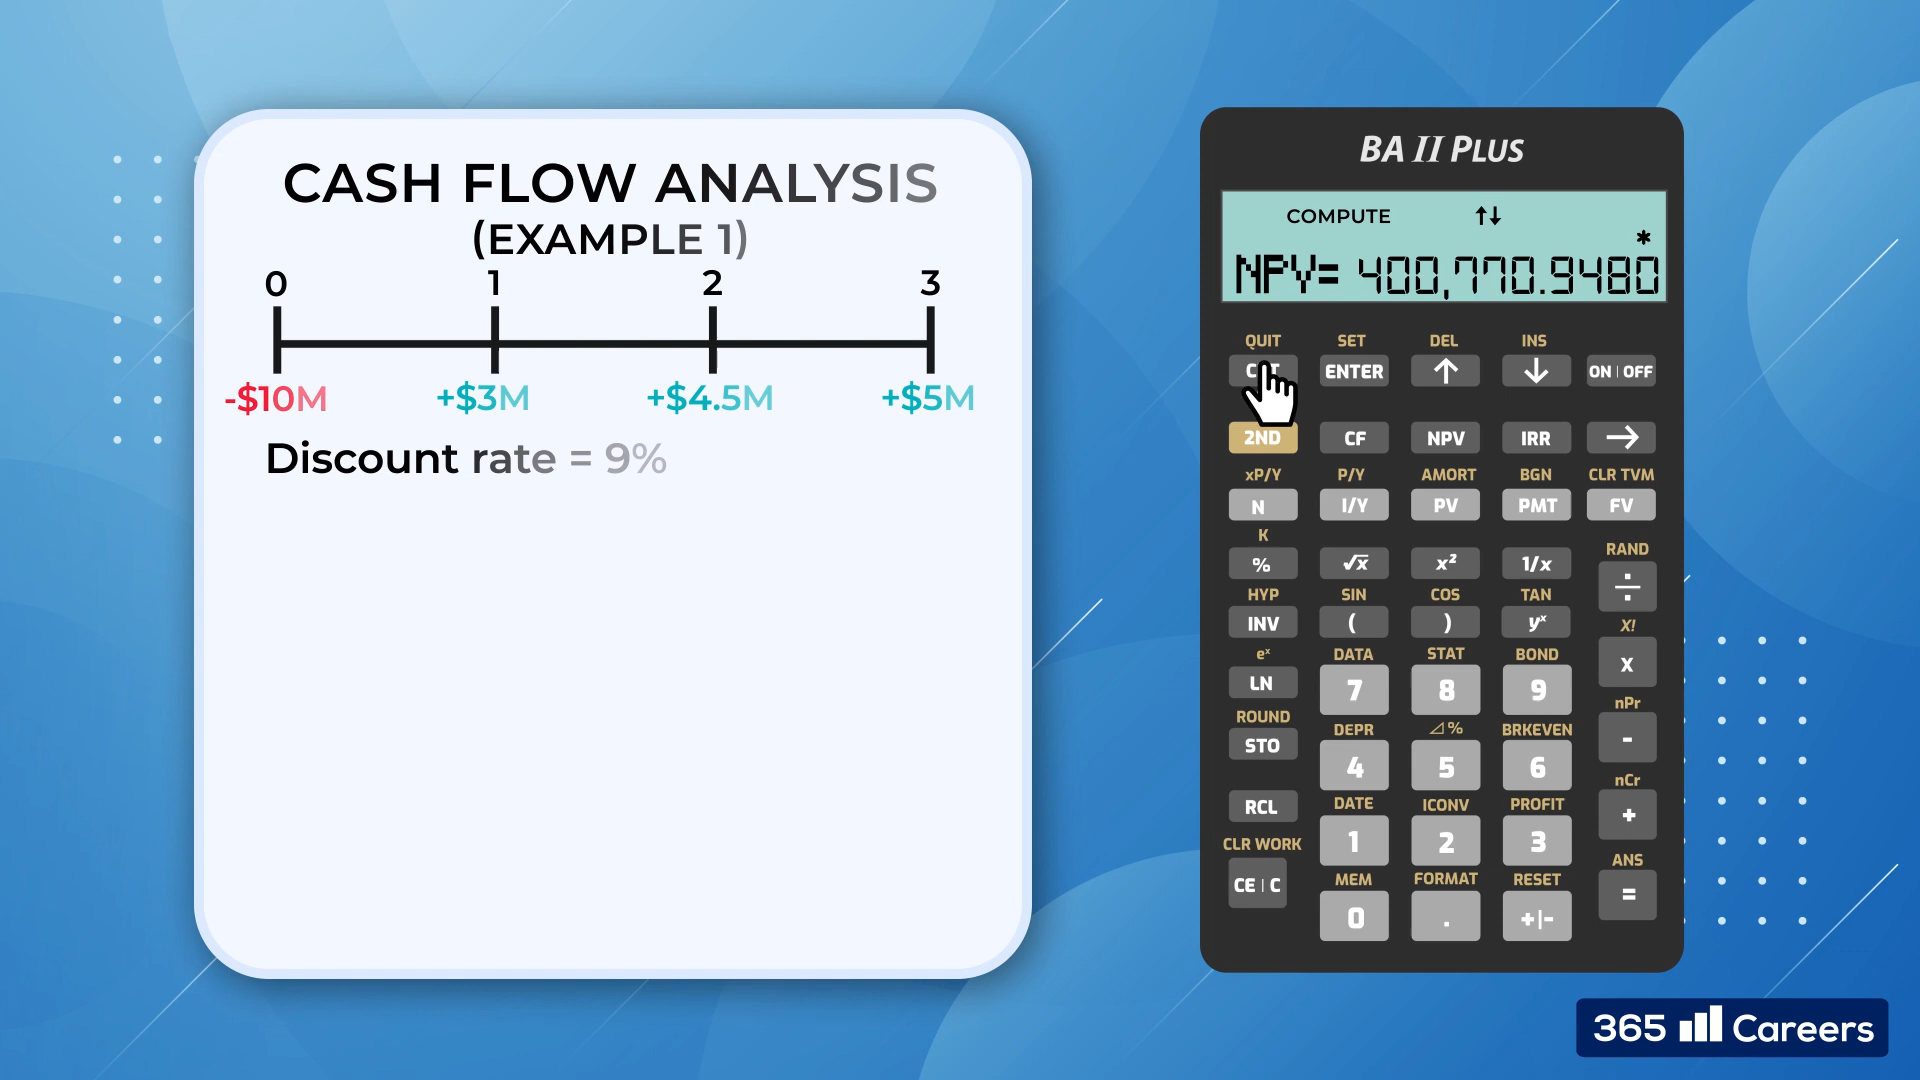 CASH FLOW ANALYSIS
(EXAMPLE 1)
0 1 2 3
-$10M +$3M +$4.5M +$5M
Discount rate = 9%
BA II PLUS
COMPUTE ↑↓
*
NPV= 400,770.9480
QUIT SET DEL INS
ENTER ↑ ↓ ON | OFF
2ND CF NPV IRR →
xP/Y P/Y AMORT BGN CLR TVM
N I/Y PV PMT FV
K
RAND
% √x x² 1/x ÷
HYP SIN COS TAN
X!
INV ( ) yˣ
eˣ DATA STAT BOND
x
LN 7 8 9
nPr
ROUND DEPR ⊿% BRKEVEN
STO 4 5 6 -
nCr
RCL DATE ICONV PROFIT
+
CLR WORK 1 2 3
ANS
CE | C MEM FORMAT RESET
=
0 . +|-
365 Careers